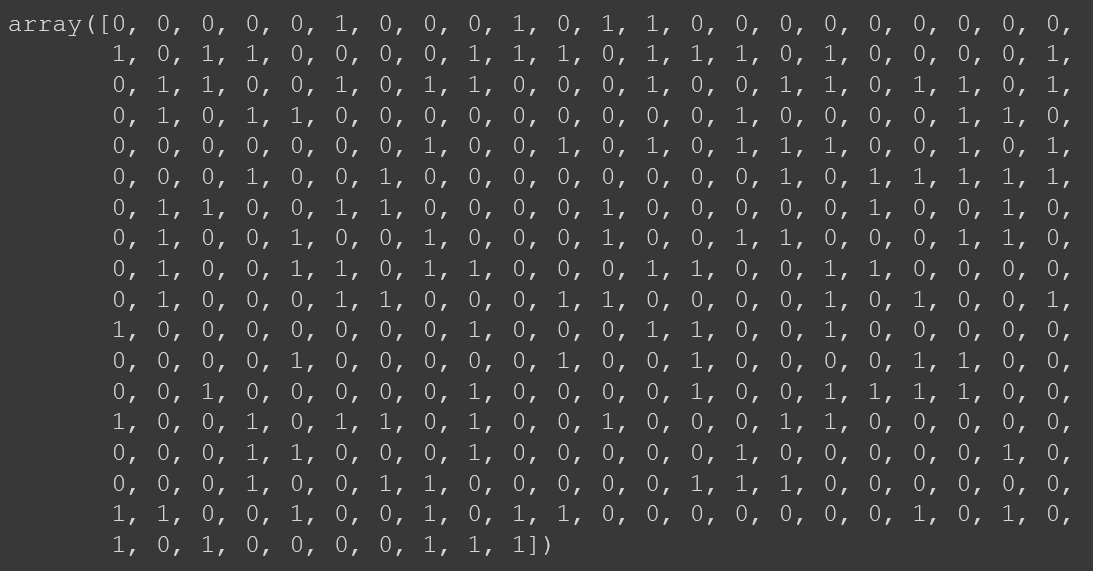 array([0, 0, 0, 0, 0, 1, 0, 0, 0, 1, 0, 1, 1, 0, 0, 0, 0, 0, 0, 0, 0, 0,
1, 0, 1, 1, 0, 0, 0, 0, 1, 1, 1, 0, 1, 1, 1, 0, 1, 0, 0, 0, 0, 1,
0, 1, 1, 0, 0, 1, 0, 1, 1, 0, 0, 0, 1, 0, 0, 1, 1, 0, 1, 1, 0, 1,
0, 1, 0, 1, 1, 0, 0, 0, 0, 0, 0, 0, 0, 0, 1, 0, 0, 0, 0, 1, 1, 0,
0, 0, 0, 0, 0, 0, 0, 1, 0, 0, 1, 0, 1, 0, 1, 1, 1, 0, 0, 1, 0, 1,
0, 0, 0, 1, 0, 0, 1, 0, 0, 0, 0, 0, 0, 0, 0, 1, 0, 1, 1, 1, 1, 1,
0, 1, 1, 0, 0, 1, 1, 0, 0, 0, 0, 1, 0, 0, 0, 0, 0, 1, 0, 0, 1, 0,
0, 1, 0, 0, 1, 0, 0, 1, 0, 0, 0, 1, 0, 0, 1, 1, 0, 0, 0, 1, 1, 0,
0, 1, 0, 0, 1, 1, 0, 1, 1, 0, 0, 0, 1, 1, 0, 0, 1, 1, 0, 0, 0, 0,
0, 1, 0, 0, 0, 1, 1, 0, 0, 0, 1, 1, 0, 0, 0, 0, 1, 0, 1, 0, 0, 1,
1, 0, 0, 0, 0, 0, 0, 0, 1, 0, 0, 0, 1, 1, 0, 0, 1, 0, 0, 0, 0, 0,
0, 0, 0, 0, 1, 0, 0, 0, 0, 0, 1, 0, 0, 1, 0, 0, 0, 0, 1, 1, 0, 0,
0, 0, 1, 0, 0, 0, 0, 0, 1, 0, 0, 0, 0, 1, 0, 0, 1, 1, 1, 1, 0, 0,
1, 0, 0, 1, 0, 1, 1, 0, 1, 0, 0, 1, 0, 0, 0, 1, 1, 0, 0, 0, 0, 0,
0, 0, 0, 1, 1, 0, 0, 0, 1, 0, 0, 0, 0, 0, 1, 0, 0, 0, 0, 0, 1, 0,
0, 0, 0, 1, 0, 0, 1, 1, 0, 0, 0, 0, 0, 1, 1, 1, 0, 0, 0, 0, 0, 0,
1, 1, 0, 0, 1, 0, 0, 1, 0, 1, 1, 0, 0, 0, 0, 0, 0, 0, 1, 0, 1, 0,
1, 0, 1, 0, 0, 0, 0, 1, 1, 1])